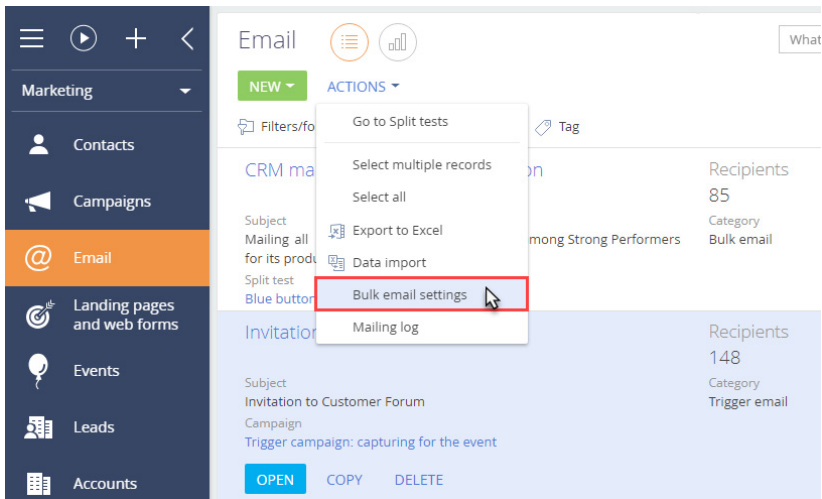 Marketing
Contacts
Campaigns
Email
Landing pages
and web forms
Events
Leads
Accounts
Email
What
NEW
ACTIONS
Filters/fo
Tag
Go to Split tests
Select multiple records
Select all
Export to Excel
Data import
Bulk email settings
Mailing log
CRM ma
on
Recipients
85
Subject
Mailing all
mong Strong Performers
for its produ
Category
Bulk email
Split test
Blue button
Invitation
Recipients
148
Subject
Invitation to Customer Forum
Category
Trigger email
Campaign
Trigger campaign: capturing for the event
OPEN
COPY
DELETE